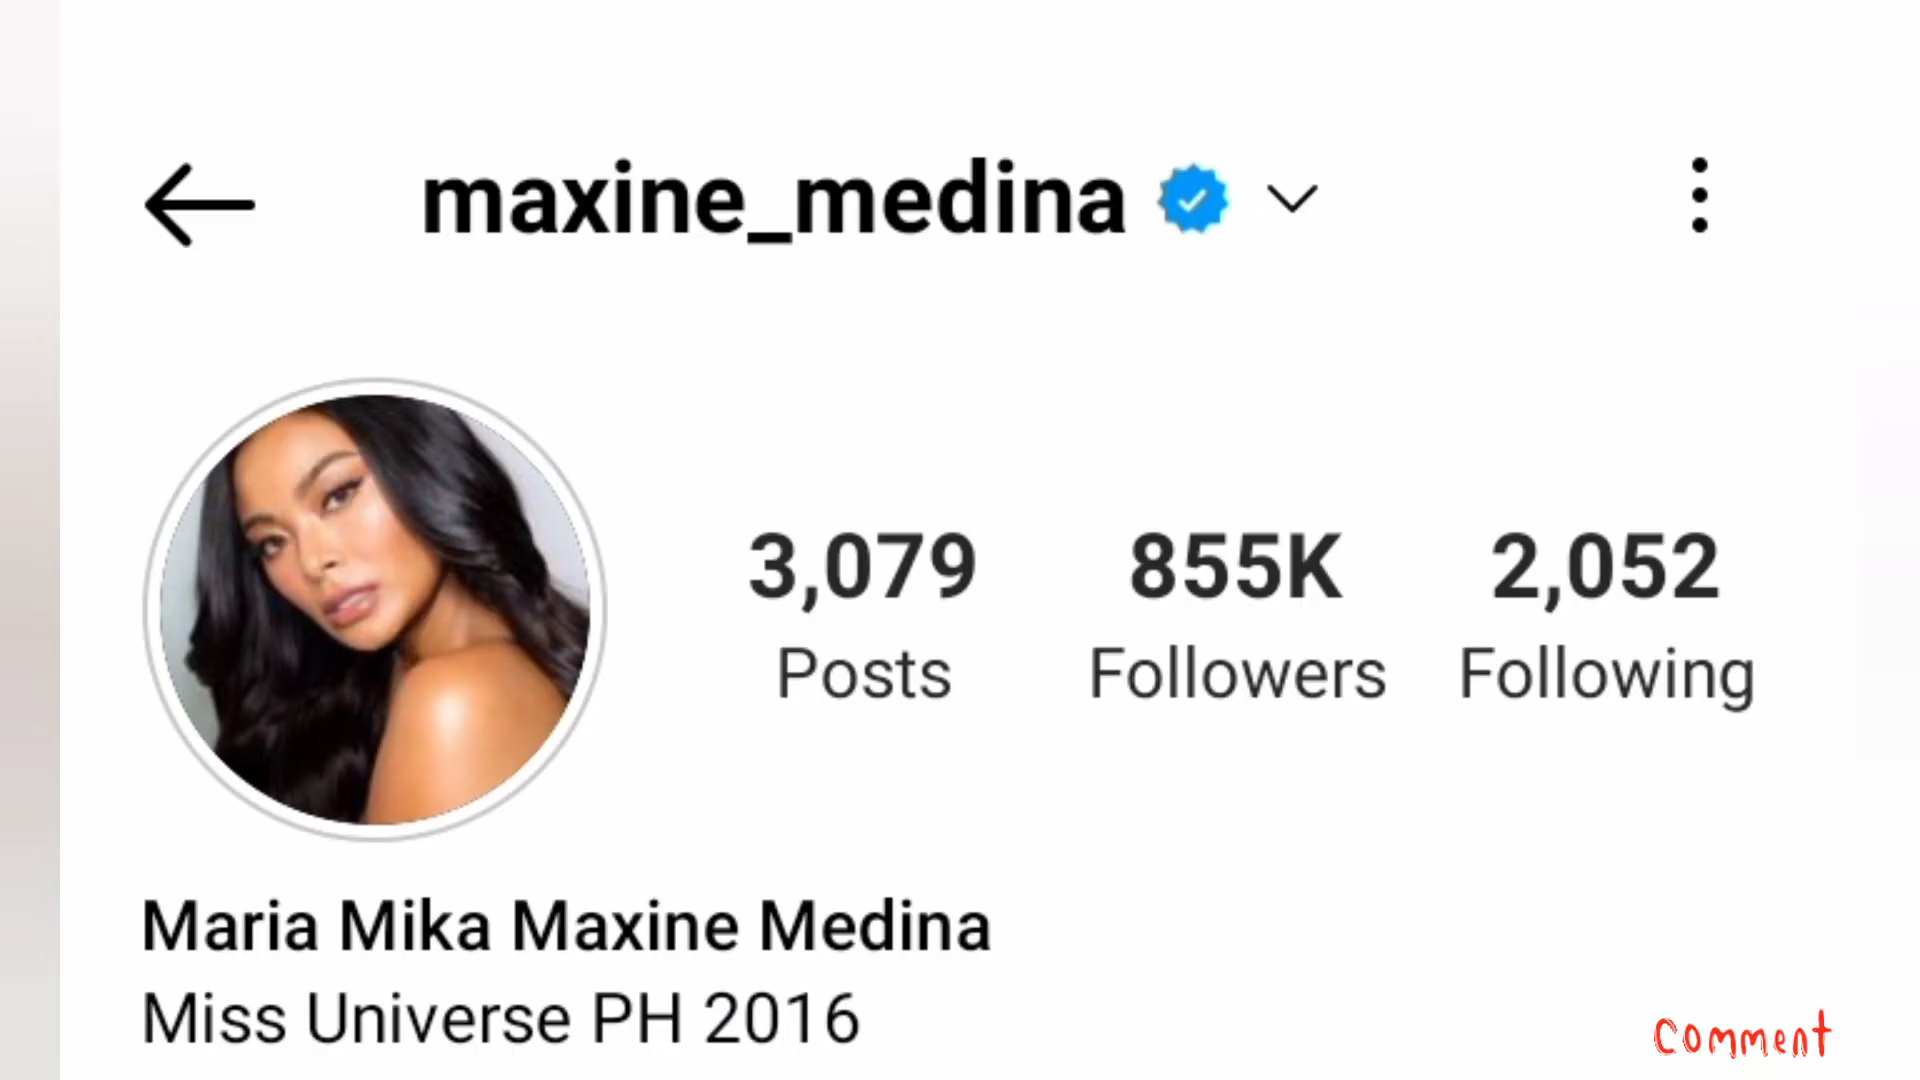 maxine_medina
3,079 855K 2,052
Posts Followers Following
Maria Mika Maxine Medina
Miss Universe PH 2016
comment